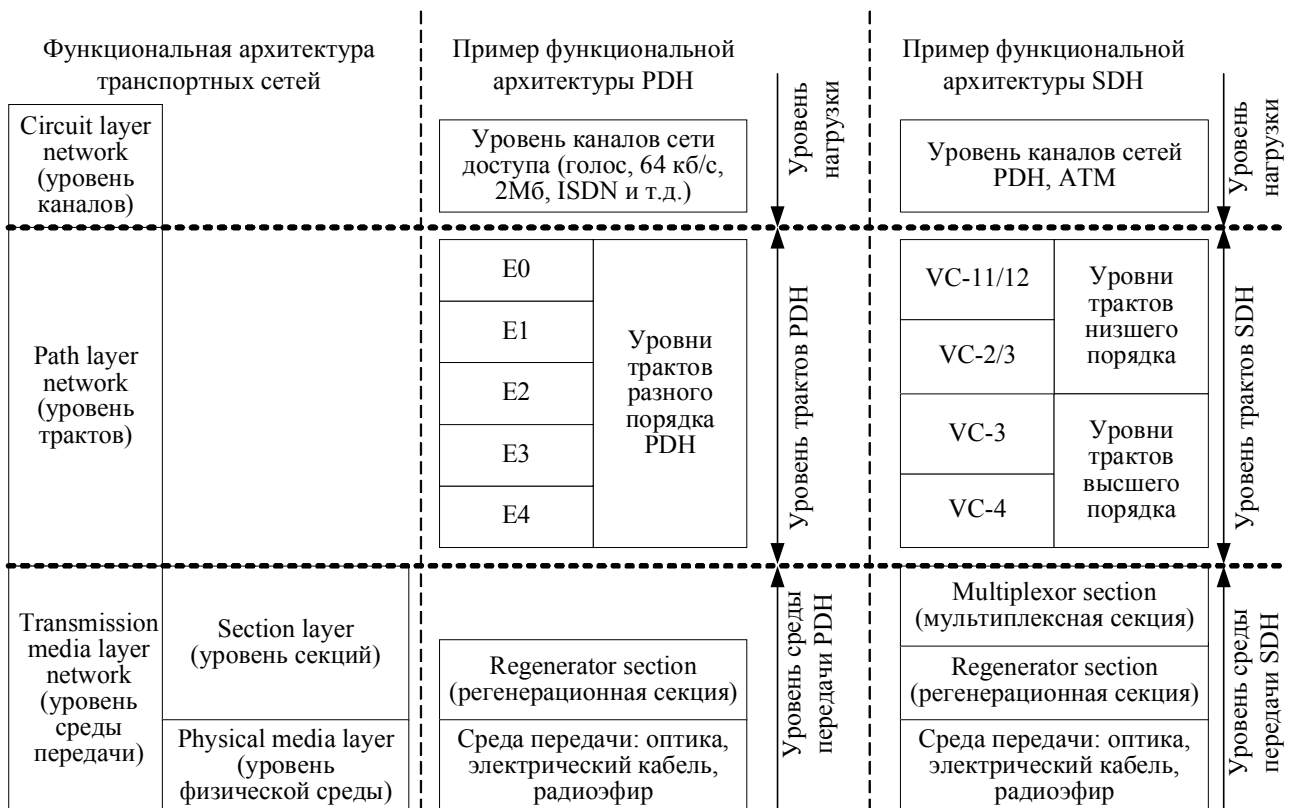 Функциональная архитектура
транспортных сетей
Пример функциональной
архитектуры PDH
Пример функциональной
архитектуры SDH
Circuit layer
network
(уровень
каналов)
Уровень каналов сети
доступа (голос, 64 кб/с,
2Мб, ISDN и т.д.)
Уровень
нагрузки
Уровень каналов сетей
PDH, ATM
Уровень
нагрузки
Path layer
network
(уровень
трактов)
E0
E1
E2
E3
E4
Уровни
трактов
разного
порядка
PDH
Уровень трактов PDH
VC-11/12
VC-2/3
Уровни
трактов
низшего
порядка
VC-3
VC-4
Уровни
трактов
высшего
порядка
Уровень трактов SDH
Transmission
media layer
network
(уровень
среды
передачи)
Section layer
(уровень секций)
Physical media layer
(уровень
физической среды)
Regenerator section
(регенерационная секция)
Среда передачи: оптика,
электрический кабель,
радиоэфир
Уровень среды
передачи PDH
Multiplexor section
(мультиплексная секция)
Regenerator section
(регенерационная секция)
Среда передачи: оптика,
электрический кабель,
радиоэфир
Уровень среды
передачи SDH